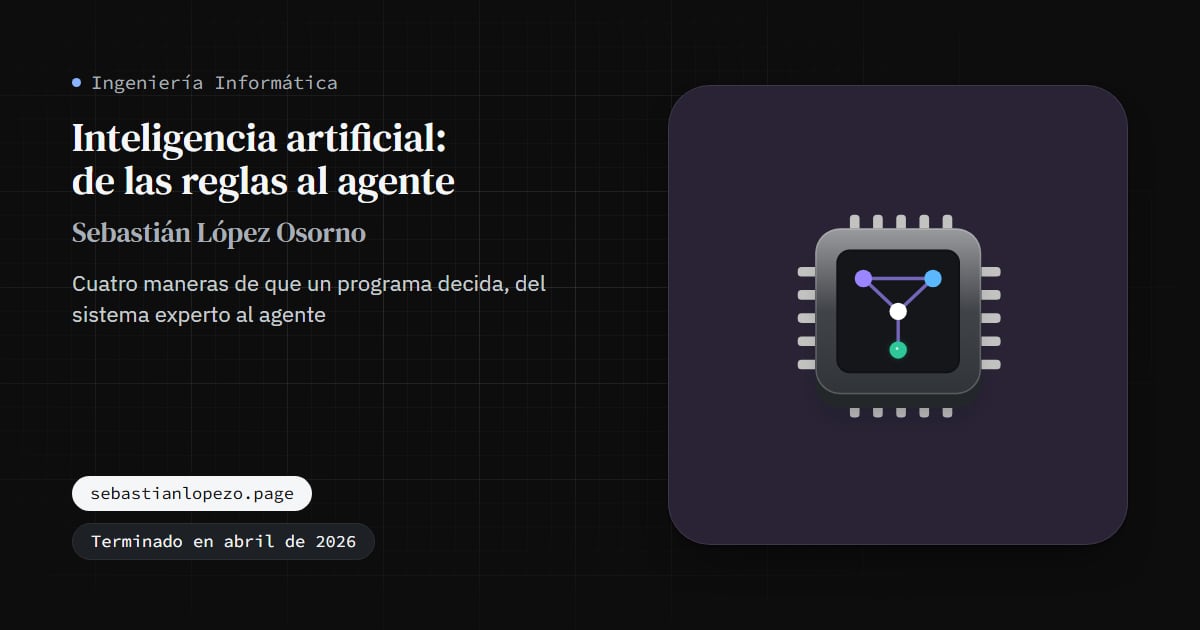 Ingeniería Informática
Inteligencia artificial:
de las reglas al agente
Sebastián López Osorno
Cuatro maneras de que un programa decida, del
sistema experto al agente
sebastianlopezo.page
Terminado en abril de 2026